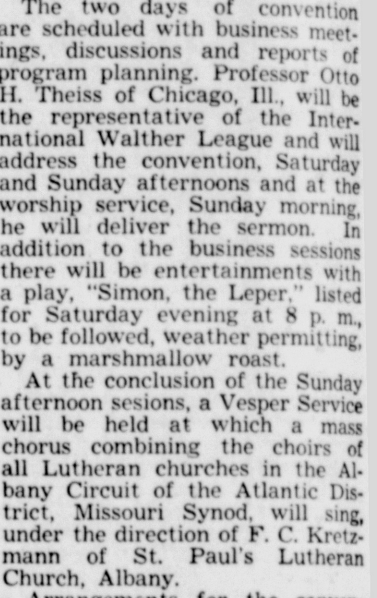 The two days of convention
are scheduled with business meet-
ings, discussions and reports of
program planning. Professor Otto
H. Theiss of Chicago, Ill., will be
the representative of the Inter-
national Walther League and will
address the convention, Saturday
and Sunday afternoons and at the
worship service, Sunday morning,
he will deliver the sermon. In
addition to the business sessions
there will be entertainments with
a play, "Simon, the Leper," listed
for Saturday evening at 8 p. m.,
to be followed, weather permitting,
by a marshmallow roast.
At the conclusion of the Sunday
afternoon sesions, a Vesper Service
will be held at which a mass
chorus combining the choirs of
all Lutheran churches in the Al-
bany Circuit of the Atlantic Dis-
trict, Missouri Synod, will sing,
under the direction of F. C. Kretz-
mann of St. Paul's Lutheran
Church, Albany.
Arrangements for the